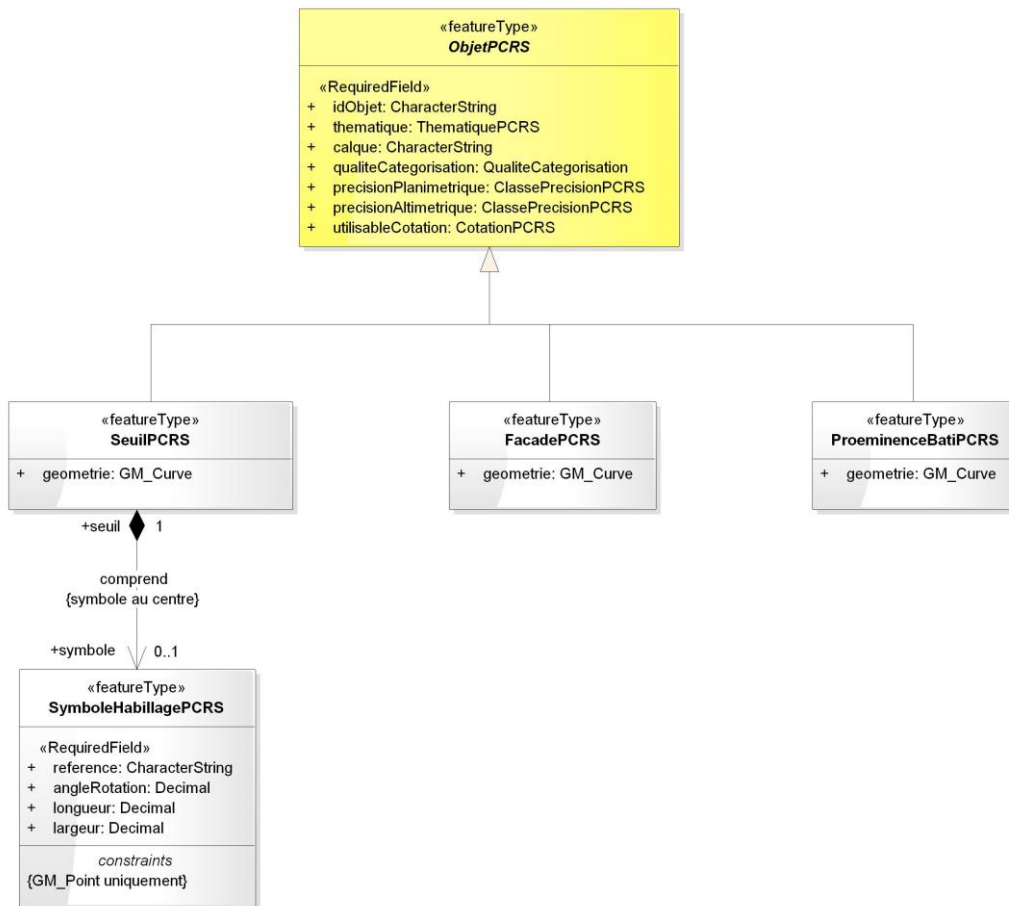 «featureType»
ObjetPCRS
«RequiredField»
+ idObjet: CharacterString
+ thematique: ThematiquePCRS
+ calque: CharacterString
+ qualiteCategorisation: QualiteCategorisation
+ precisionPlanimetrique: ClassePrecisionPCRS
+ precisionAltimetrique: ClassePrecisionPCRS
+ utilisableCotation: CotationPCRS
«featureType»
SeuilPCRS
+ geometrie: GM_Curve
«featureType»
FacadePCRS
+ geometrie: GM_Curve
«featureType»
ProeminenceBatiPCRS
+ geometrie: GM_Curve
+seuil 1
comprend
{symbole au centre}
+symbole 0..1
«featureType»
SymboleHabillagePCRS
«RequiredField»
+ reference: CharacterString
+ angleRotation: Decimal
+ longueur: Decimal
+ largeur: Decimal
constraints
{GM_Point uniquement}